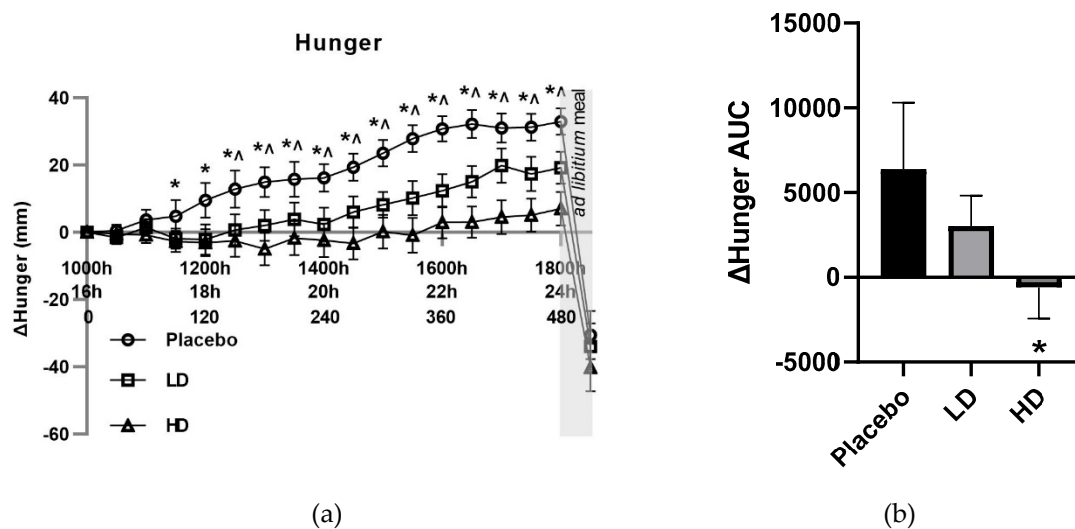 Hunger
ΔHunger (mm)
40
20
0
-20
-40
-60
* * *^ *^ *^ *^ *^ *^ *^ *^ *^ *^ *^ *^
1000h 1200h 1400h 1600h 1800h
16h 18h 20h 22h 24h
0 120 240 360 480
Placebo
LD
HD
ad libitium meal
(a)
ΔHunger AUC
15000
10000
5000
0
-5000
*
Placebo
LD
HD
(b)